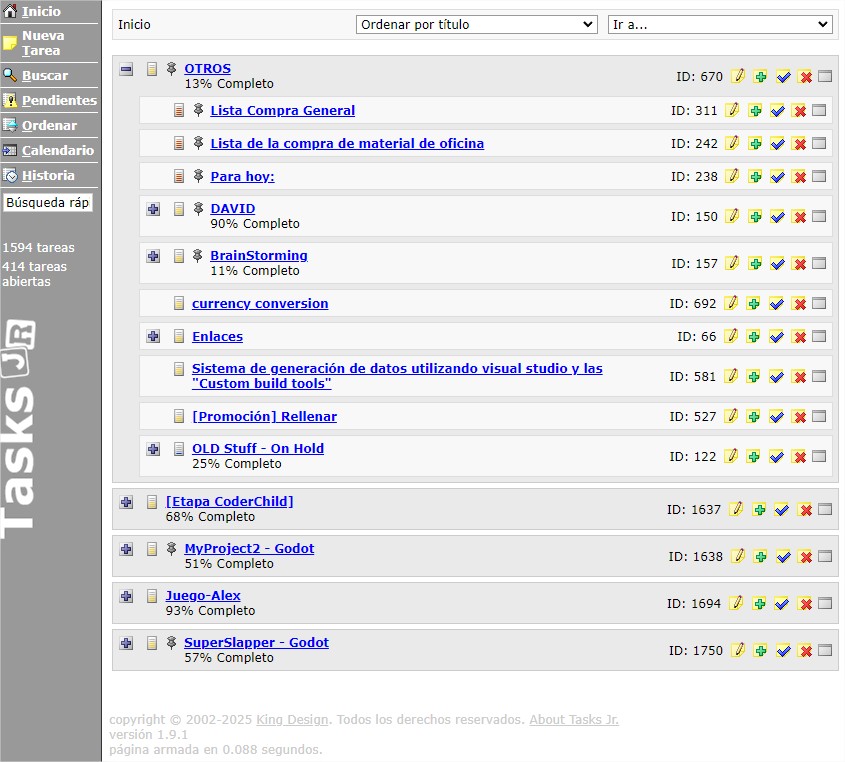 Inicio
Nueva
Tarea
Buscar
Pendientes
Ordenar
Calendario
Historia
Búsqueda ráp
1594 tareas
414 tareas
abiertas
Tasks JR
Inicio Ordenar por título Ir a...
OTROS ID: 670
13% Completo
Lista Compra General ID: 311
Lista de la compra de material de oficina ID: 242
Para hoy: ID: 238
DAVID ID: 150
90% Completo
BrainStorming ID: 157
11% Completo
currency conversion ID: 692
Enlaces ID: 66
Sistema de generación de datos utilizando visual studio y las
"Custom build tools" ID: 581
[Promoción] Rellenar ID: 527
OLD Stuff - On Hold ID: 122
25% Completo
[Etapa CoderChild] ID: 1637
68% Completo
MyProject2 - Godot ID: 1638
51% Completo
Juego-Alex ID: 1694
93% Completo
SuperSlapper - Godot ID: 1750
57% Completo
copyright © 2002-2025 King Design. Todos los derechos reservados. About Tasks Jr.
versión 1.9.1
página armada en 0.088 segundos.